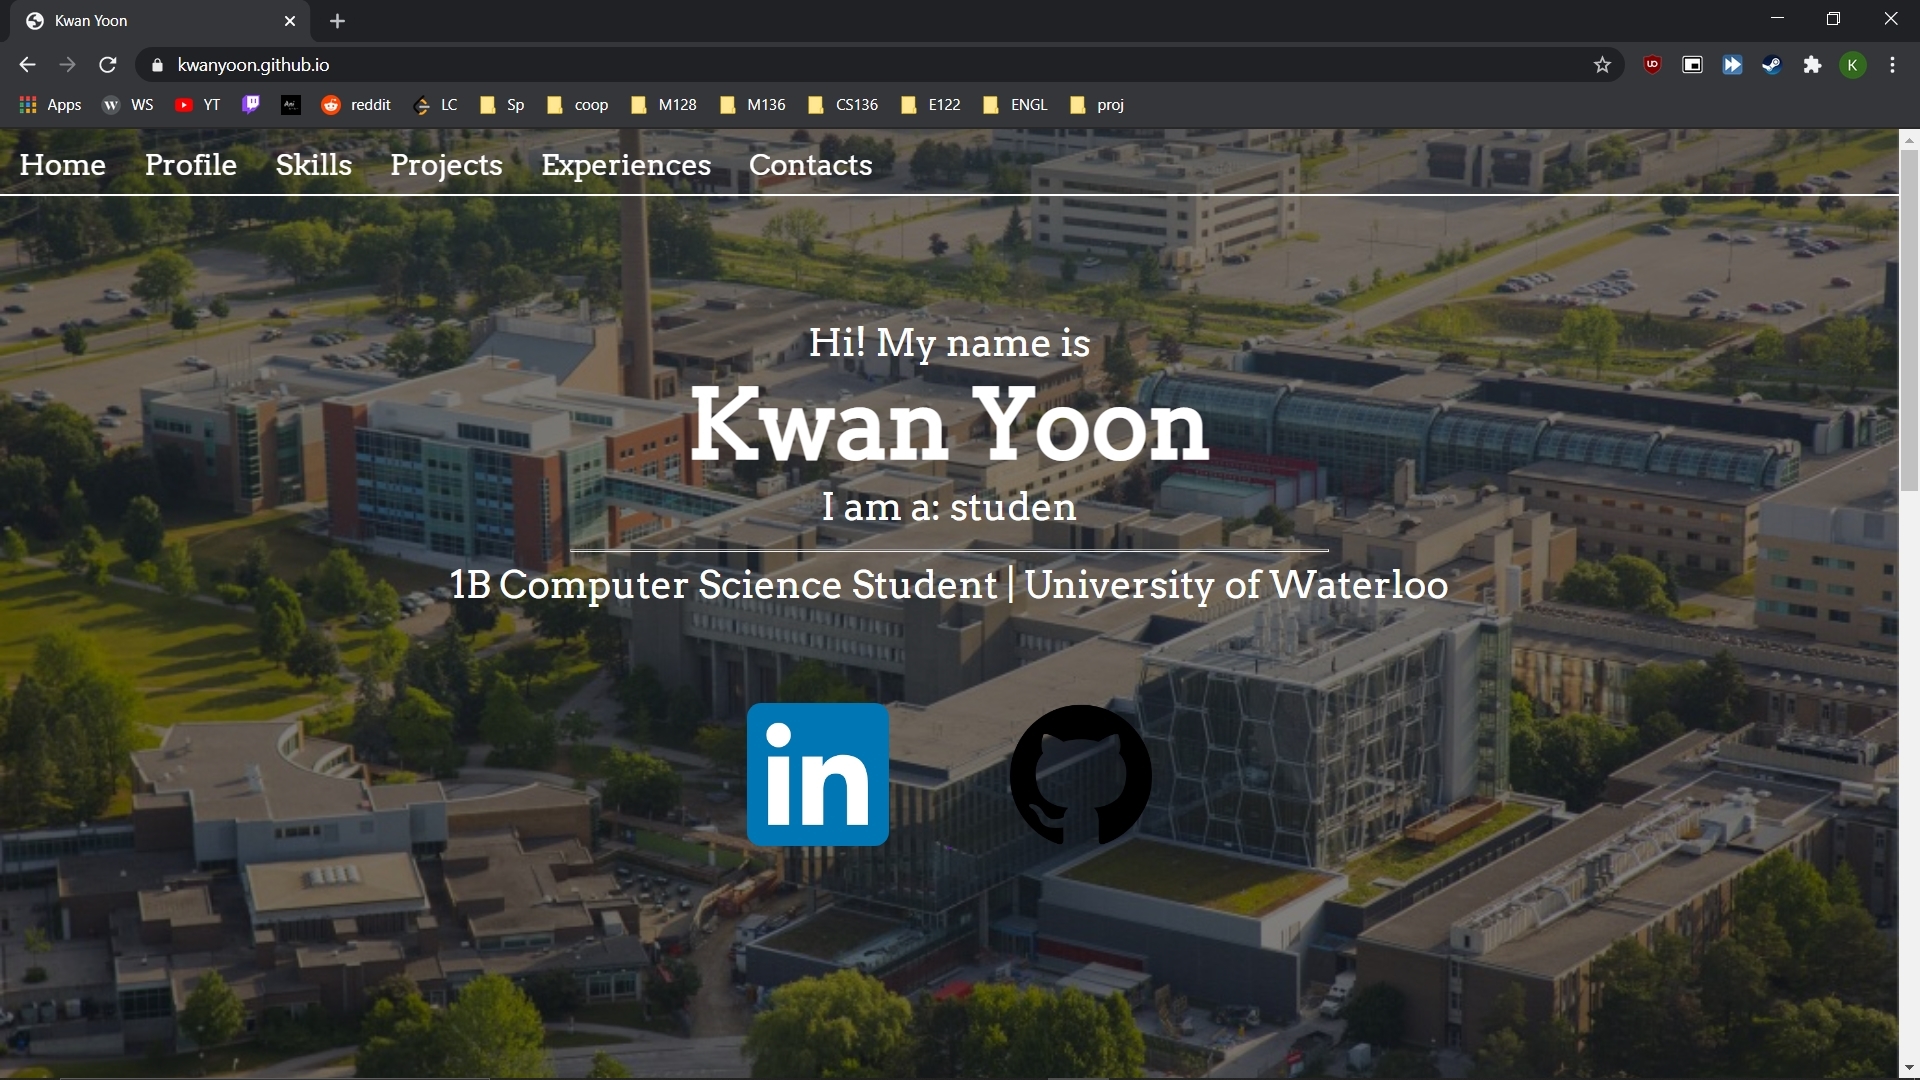 Kwan Yoon
kwanyoon.github.io
K
Apps WS YT reddit LC Sp coop M128 M136 CS136 E122 ENGL proj
Home Profile Skills Projects Experiences Contacts
Hi! My name is
Kwan Yoon
I am a: studen
1B Computer Science Student | University of Waterloo
in